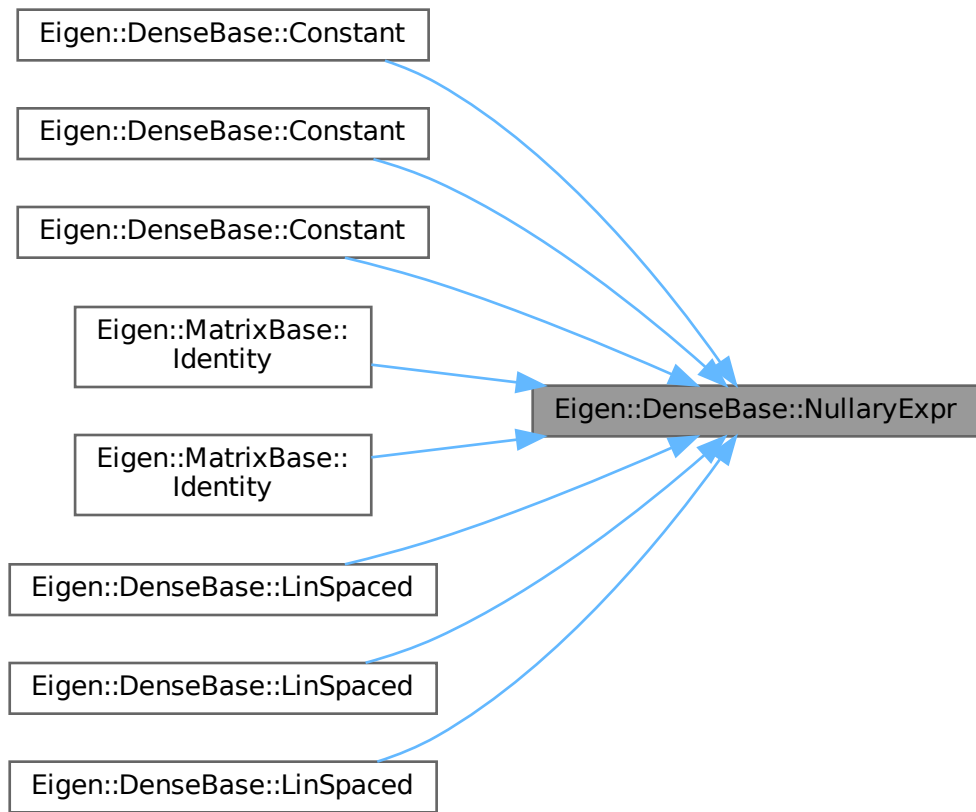 Eigen::DenseBase::Constant
Eigen::DenseBase::Constant
Eigen::DenseBase::Constant
Eigen::MatrixBase::
Identity
Eigen::DenseBase::NullaryExpr
Eigen::MatrixBase::
Identity
Eigen::DenseBase::LinSpaced
Eigen::DenseBase::LinSpaced
Eigen::DenseBase::LinSpaced